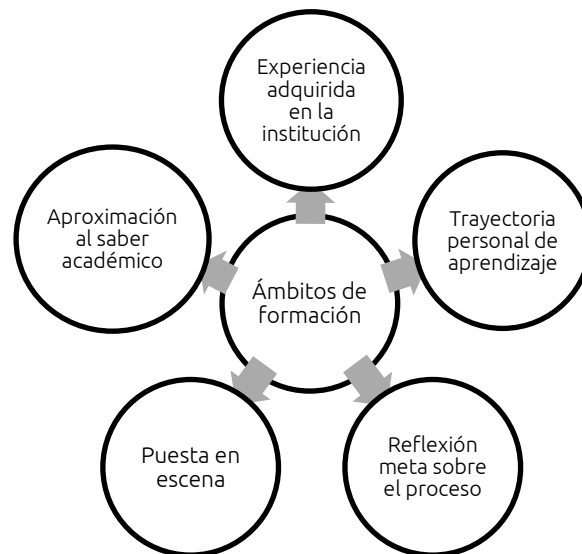 Experiencia
adquirida
en la
institución
Aproximación
al saber
académico
Trayectoria
personal de
aprendizaje
Ámbitos de
formación
Puesta en
escena
Reflexión
meta sobre
el proceso